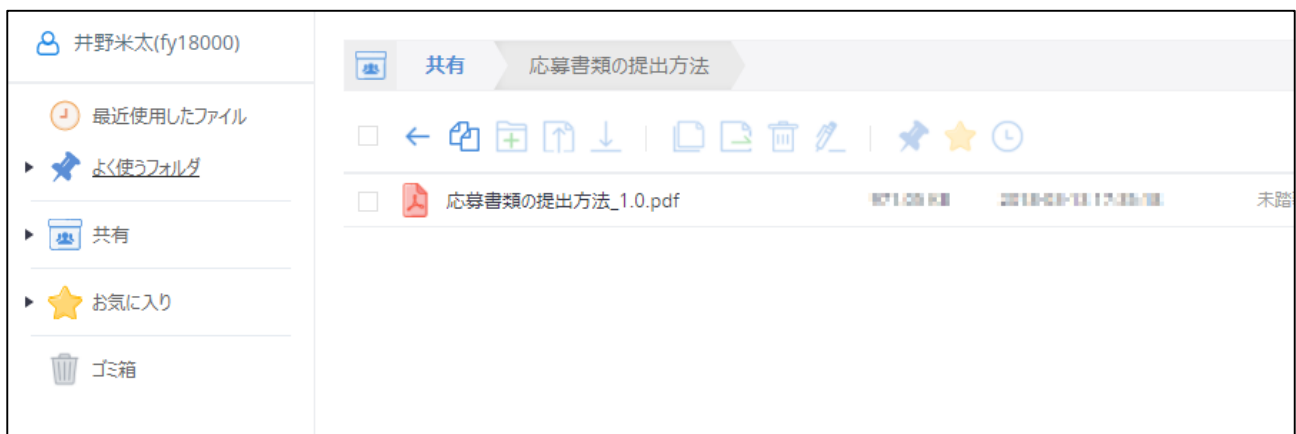 井野米太(fy18000)
最近使用したファイル
よく使うフォルダ
共有
お気に入り
ゴミ箱
共有 応募書類の提出方法
応募書類の提出方法_1.0.pdf 未踏